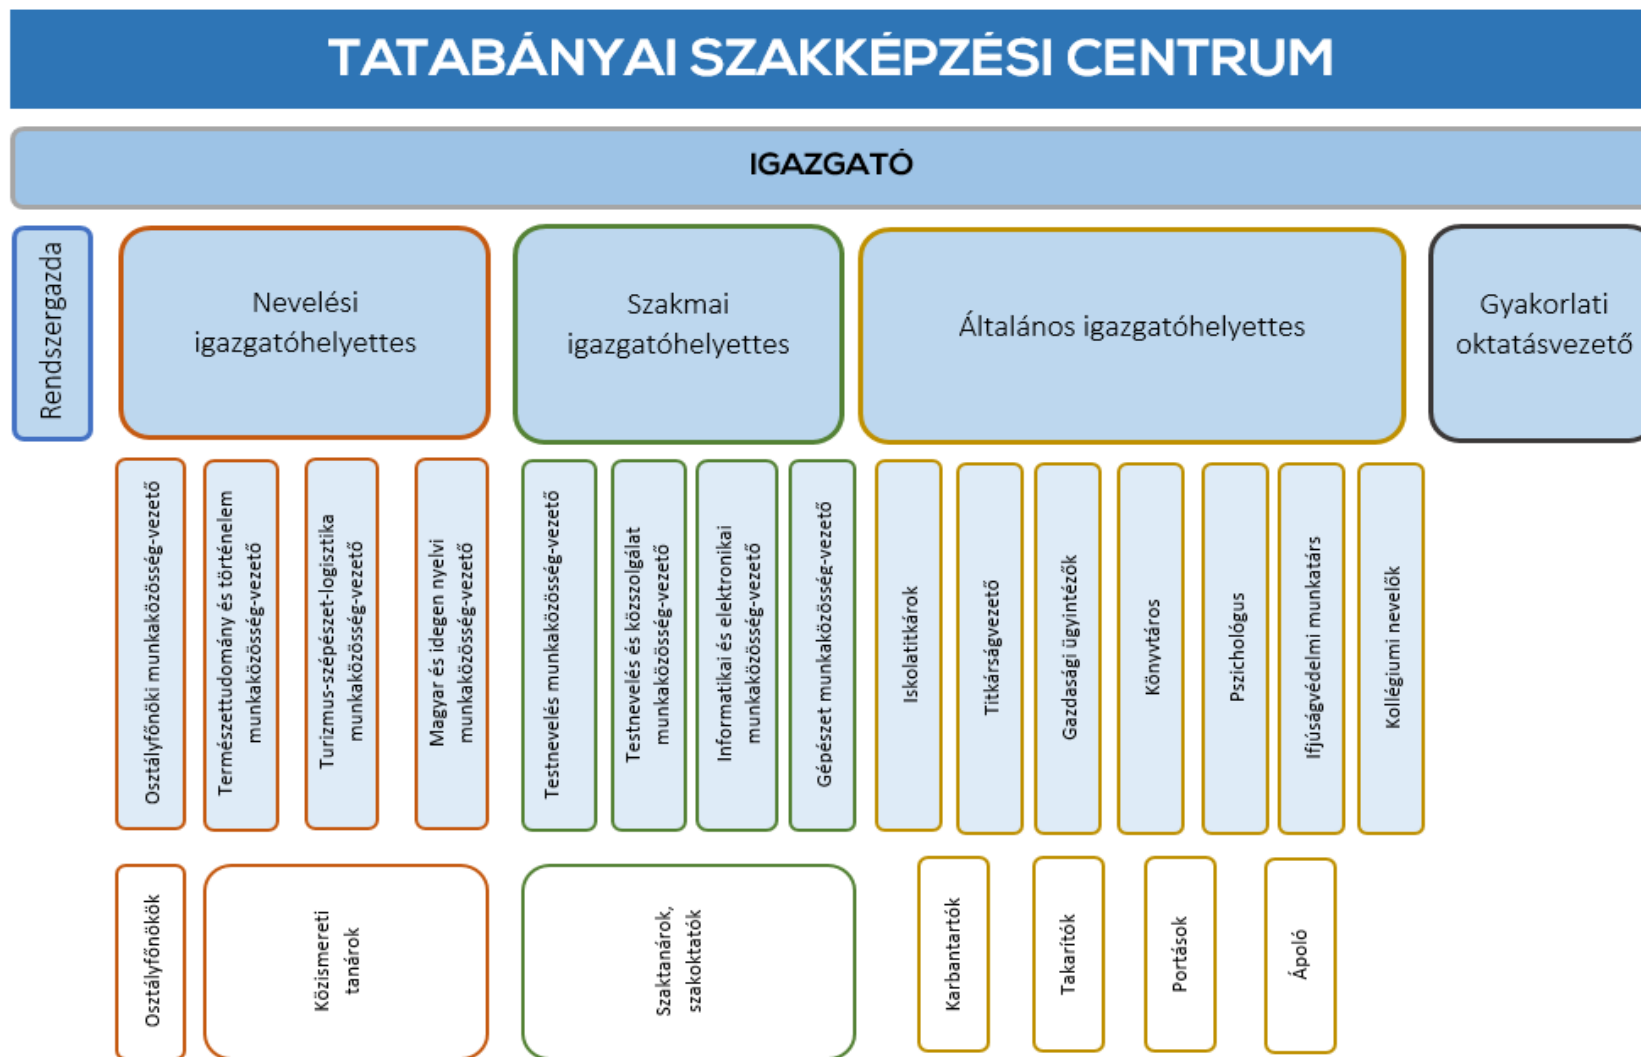 TATABÁNYAI SZAKKÉPZÉSI CENTRUM
IGAZGATÓ
Rendszergazda
Nevelési
igazgatóhelyettes
Szakmai
igazgatóhelyettes
Általános igazgatóhelyettes
Gyakorlati
oktatásvezető
Osztályfőnöki munkaközösség-vezető
Természettudomány és történelem
munkaközösség-vezető
Turizmus-szépészet-logisztika
munkaközösség-vezető
Magyar és idegen nyelvi
munkaközösség-vezető
Testnevelés munkaközösség-vezető
Testnevelés és közszolgálat
munkaközösség-vezető
Informatikai és elektronikai
munkaközösség-vezető
Gépészet munkaközösség-vezető
Iskolatitkárok
Titkárságvezető
Gazdasági ügyintézők
Könyvtáros
Pszichológus
Ifjúságvédelmi munkatárs
Kollégiumi nevelők
Osztályfőnökök
Közismereti
tanárok
Szaktanárok,
szakoktatók
Karbantartók
Takarítók
Portások
Ápoló